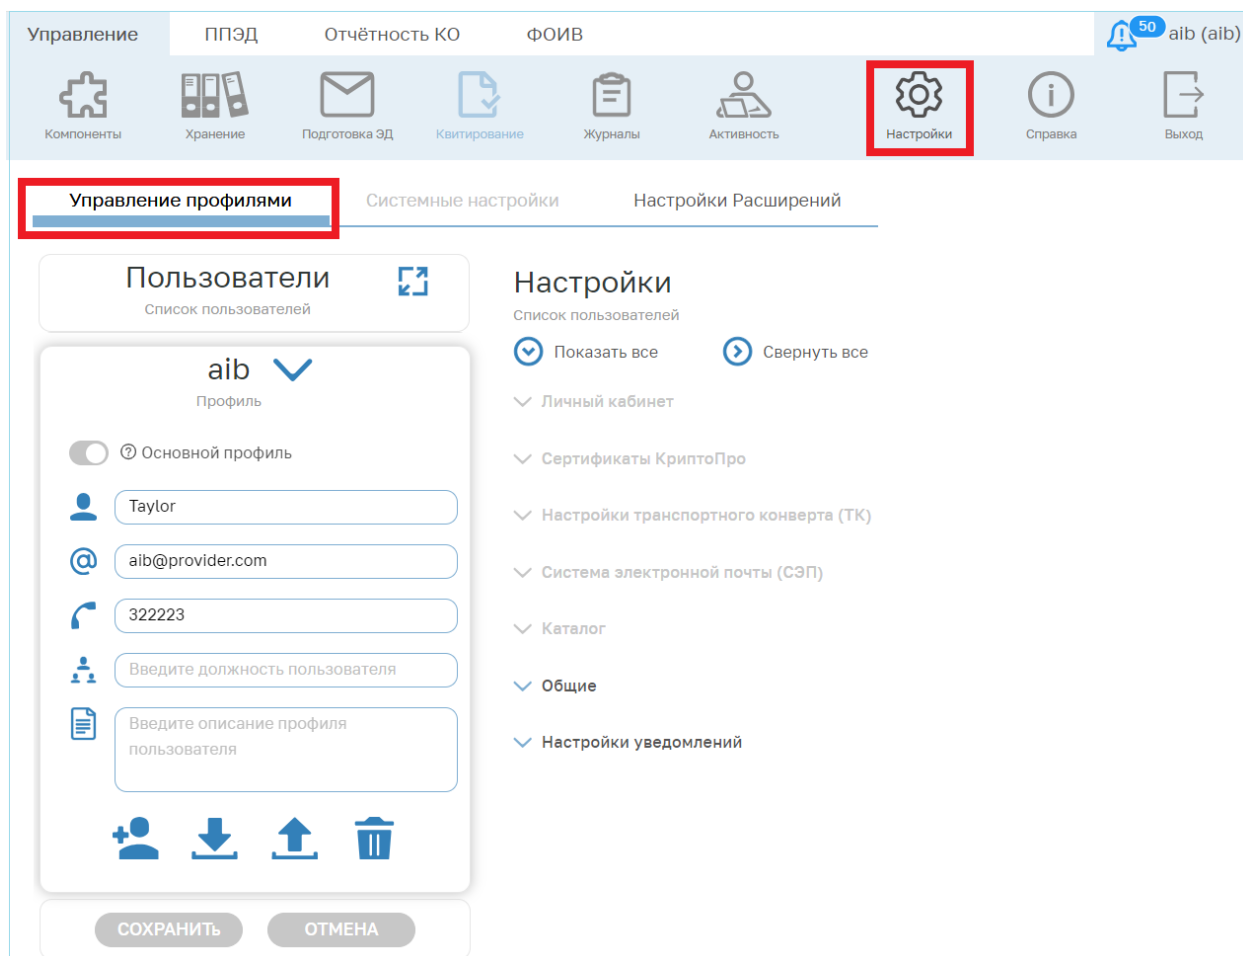 Управление ППЭД Отчётность КО ФОИВ 50 aib (aib)
Компоненты Хранение Подготовка ЭД Квитирование Журналы Активность Настройки Справка Выход
Управление профилями Системные настройки Настройки Расширений
Пользователи
Список пользователей
aib
Профиль
Основной профиль
Taylor
aib@provider.com
322223
Введите должность пользователя
Введите описание профиля
пользователя
СОХРАНИТЬ ОТМЕНА
Настройки
Список пользователей
Показать все Свернуть все
Личный кабинет
Сертификаты КриптоПро
Настройки транспортного конверта (ТК)
Система электронной почты (СЭП)
Каталог
Общие
Настройки уведомлений